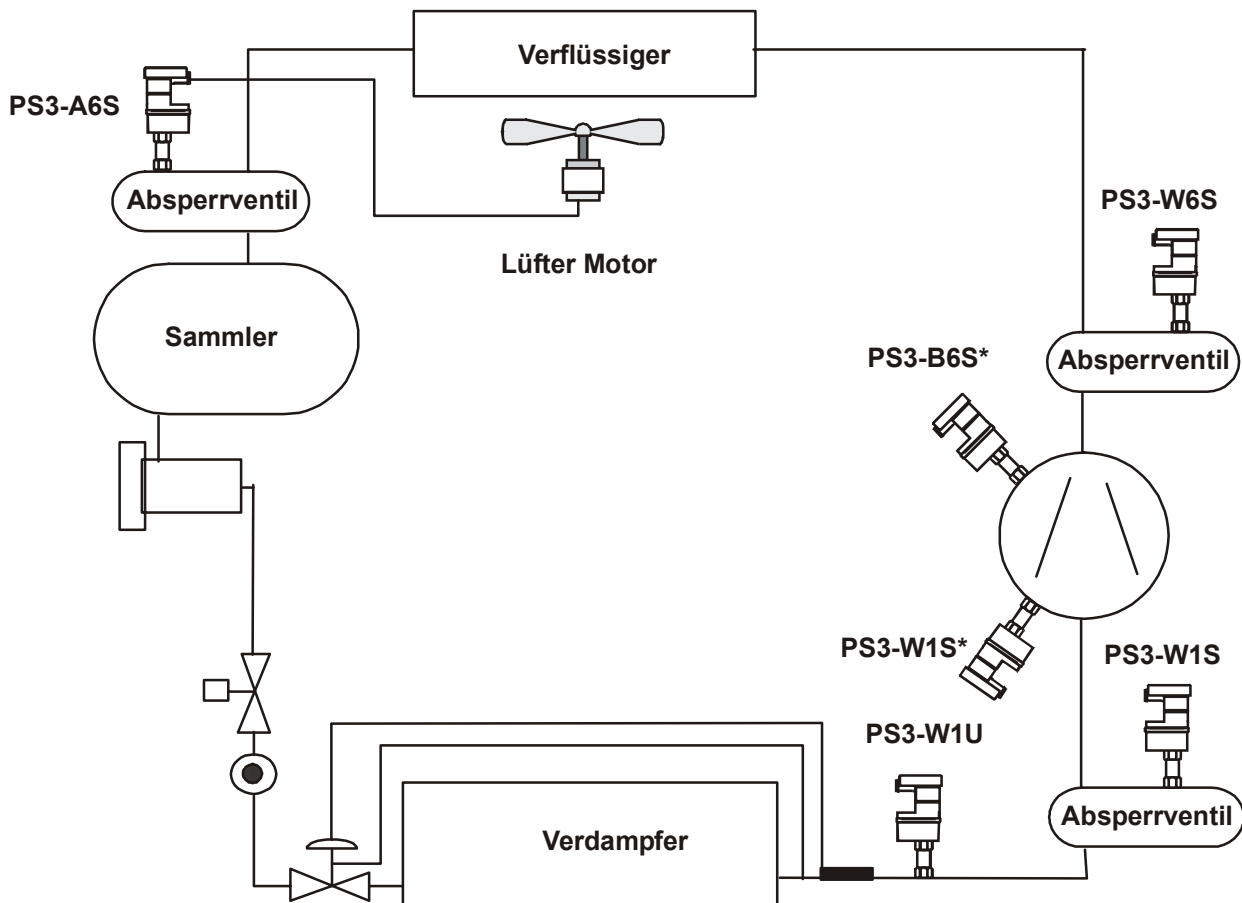 Verflüssiger
PS3-A6S
Absperrventil
PS3-W6S
Lüfter Motor
Sammler
PS3-B6S*
Absperrventil
PS3-W1S*
PS3-W1S
PS3-W1U
Absperrventil
Verdampfer